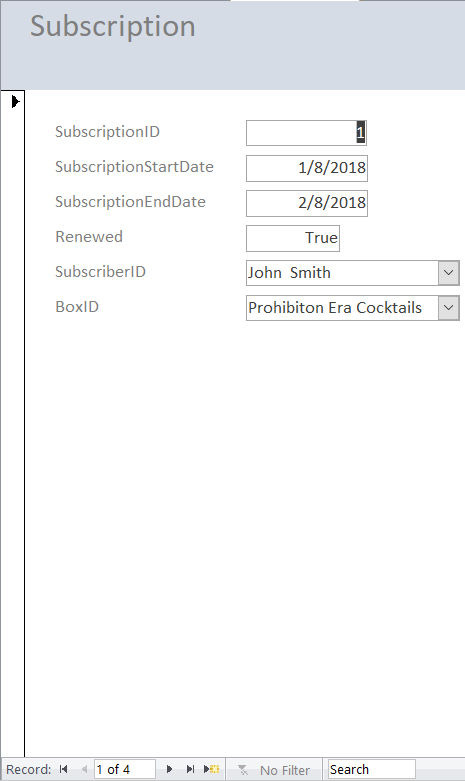 Subscription
SubscriptionID 1
SubscriptionStartDate 1/8/2018
SubscriptionEndDate 2/8/2018
Renewed True
SubscriberID John  Smith
BoxID Prohibiton Era Cocktails
Record: 1 of 4 No Filter Search